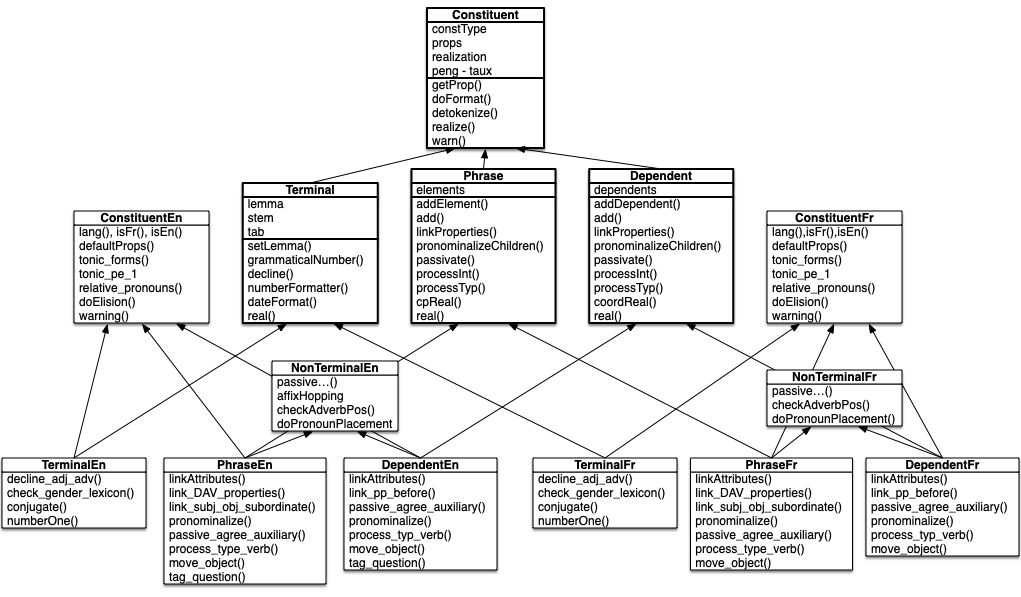 Constituent
constType
props
realization
peng - taux
getProp()
doFormat()
detokenize()
realize()
warn()
Terminal
lemma
stem
tab
setLemma()
grammaticalNumber()
decline()
numberFormatter()
dateFormat()
real()
Phrase
elements
addElement()
add()
linkProperties()
pronominalizeChildren()
passivate()
processInt()
processTyp()
cpReal()
real()
Dependent
dependents
addDependent()
add()
linkProperties()
pronominalizeChildren()
passivate()
processInt()
processTyp()
coordReal()
real()
ConstituentEn
lang(), isFr(), isEn()
defaultProps()
tonic_forms()
tonic_pe_1
relative_pronouns()
doElision()
warning()
ConstituentFr
lang(),isFr(),isEn()
defaultProps()
tonic_forms()
tonic_pe_1
relative_pronouns()
doElision()
warning()
NonTerminalEn
passive…()
affixHopping
checkAdverbPos()
doPronounPlacement
NonTerminalFr
passive…()
checkAdverbPos()
doPronounPlacement()
TerminalEn
decline_adj_adv()
check_gender_lexicon()
conjugate()
numberOne()
PhraseEn
linkAttributes()
link_DAV_properties()
link_subj_obj_subordinate()
pronominalize()
passive_agree_auxiliary()
process_type_verb()
move_object()
tag_question()
DependentEn
linkAttributes()
link_pp_before()
passive_agree_auxiliary()
pronominalize()
process_typ_verb()
move_object()
tag_question()
TerminalFr
decline_adj_adv()
check_gender_lexicon()
conjugate()
numberOne()
PhraseFr
linkAttributes()
link_DAV_properties()
link_subj_obj_subordinate()
pronominalize()
passive_agree_auxiliary()
process_type_verb()
move_object()
DependentFr
linkAttributes()
link_pp_before()
passive_agree_auxiliary()
pronominalize()
process_typ_verb()
move_object()